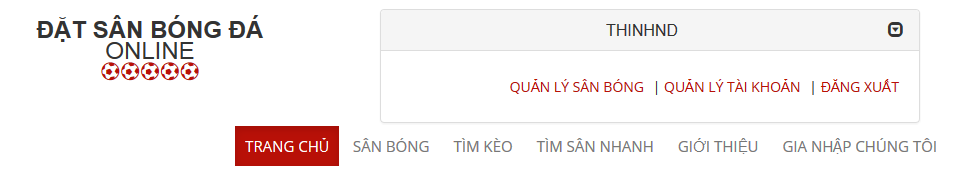 ĐẶT SÂN BÓNG ĐÁ
ONLINE
THINHND
QUẢN LÝ SÂN BÓNG | QUẢN LÝ TÀI KHOẢN | ĐĂNG XUẤT
TRANG CHỦ SÂN BÓNG TÌM KÈO TÌM SÂN NHANH GIỚI THIỆU GIA NHẬP CHÚNG TÔI